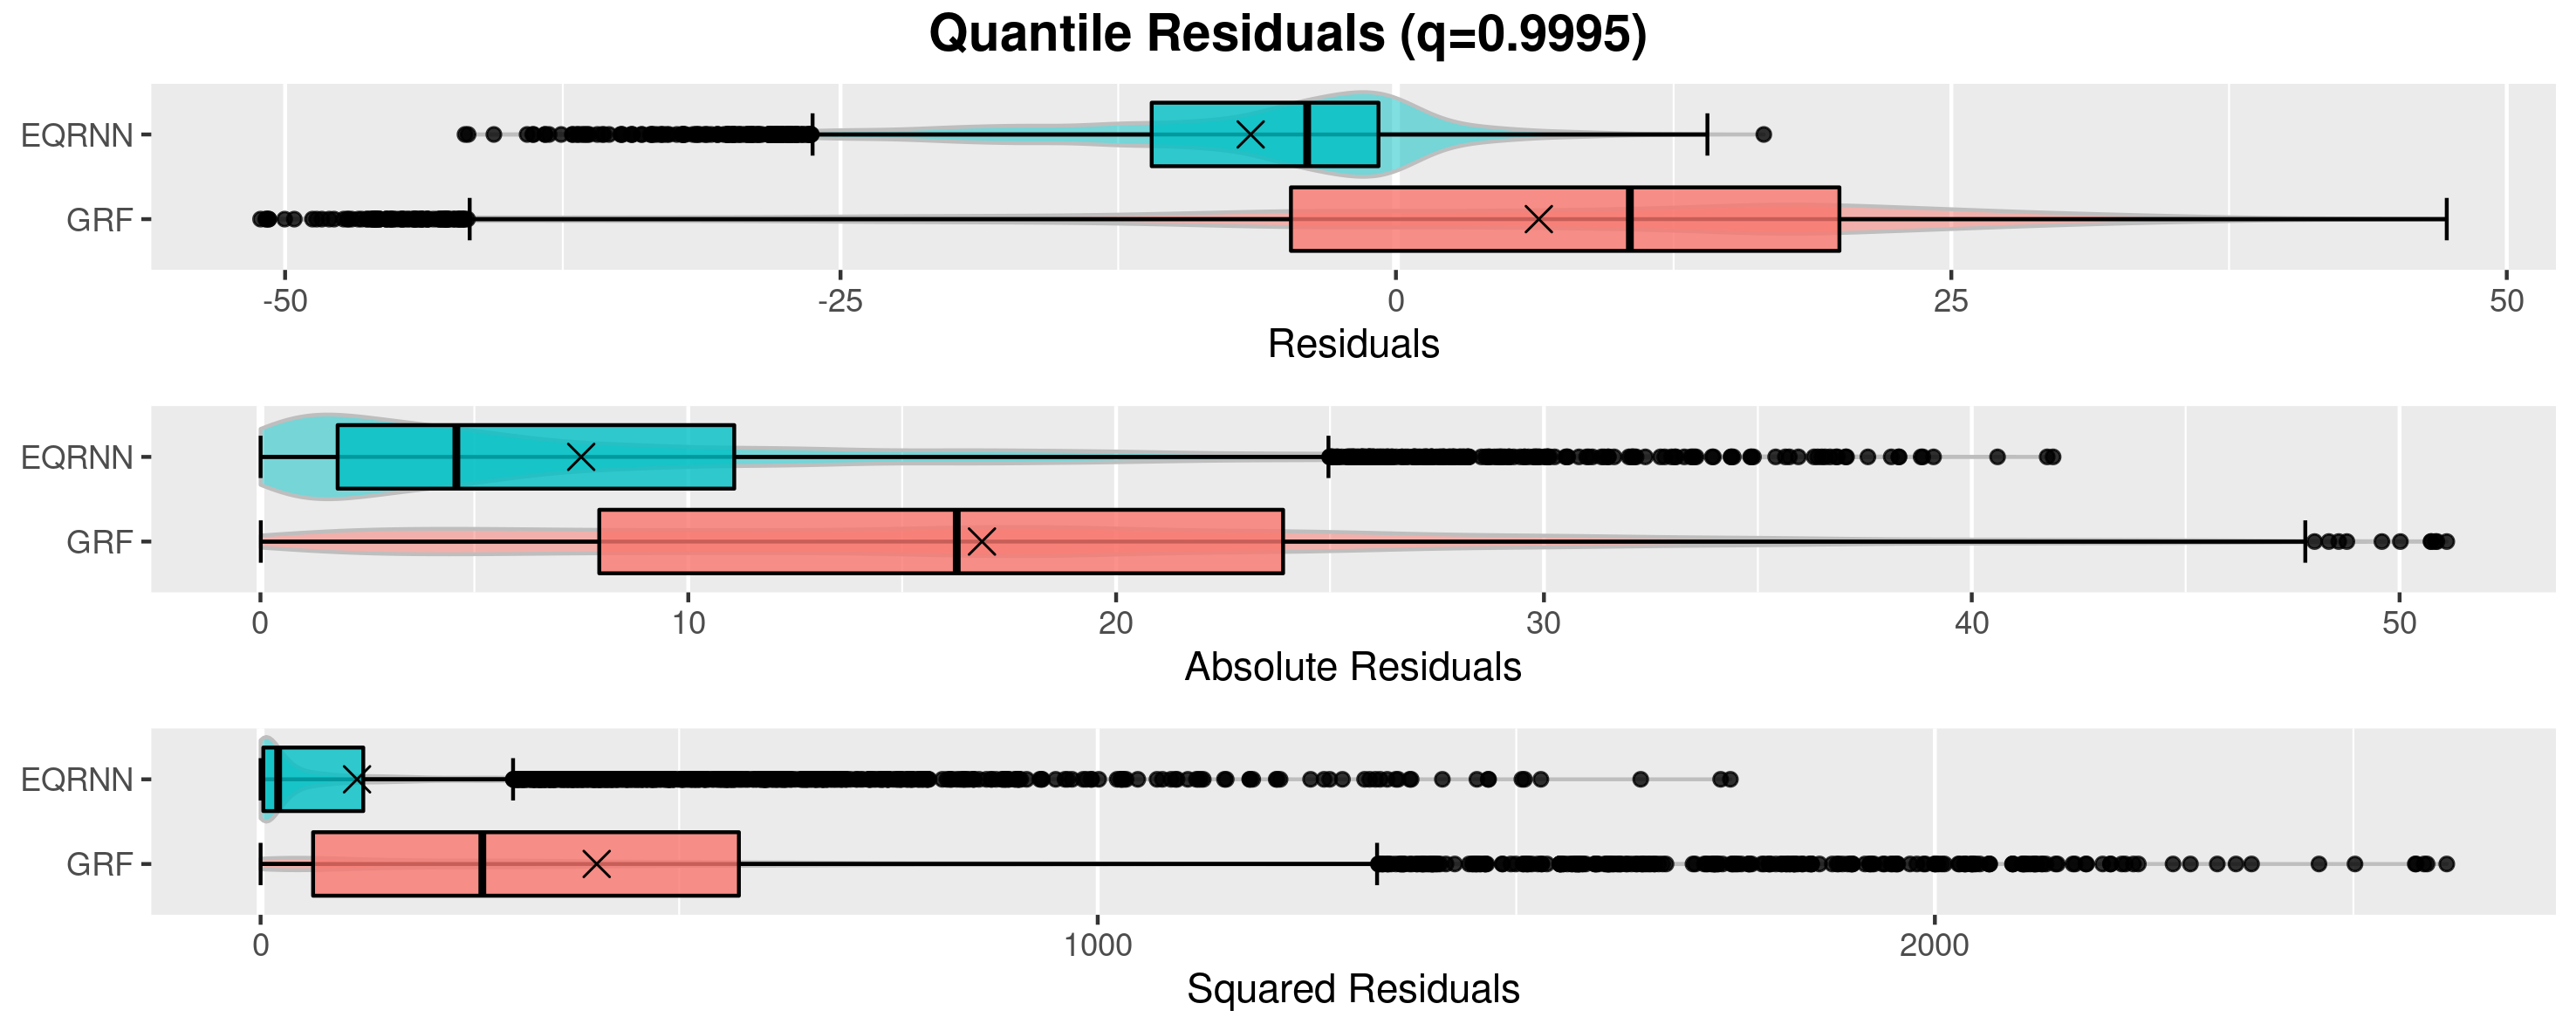 Quantile Residuals (q=0.9995)
EQRNN
GRF
-50 -25 0 25 50
Residuals
EQRNN
GRF
0 10 20 30 40 50
Absolute Residuals
EQRNN
GRF
0 1000 2000
Squared Residuals